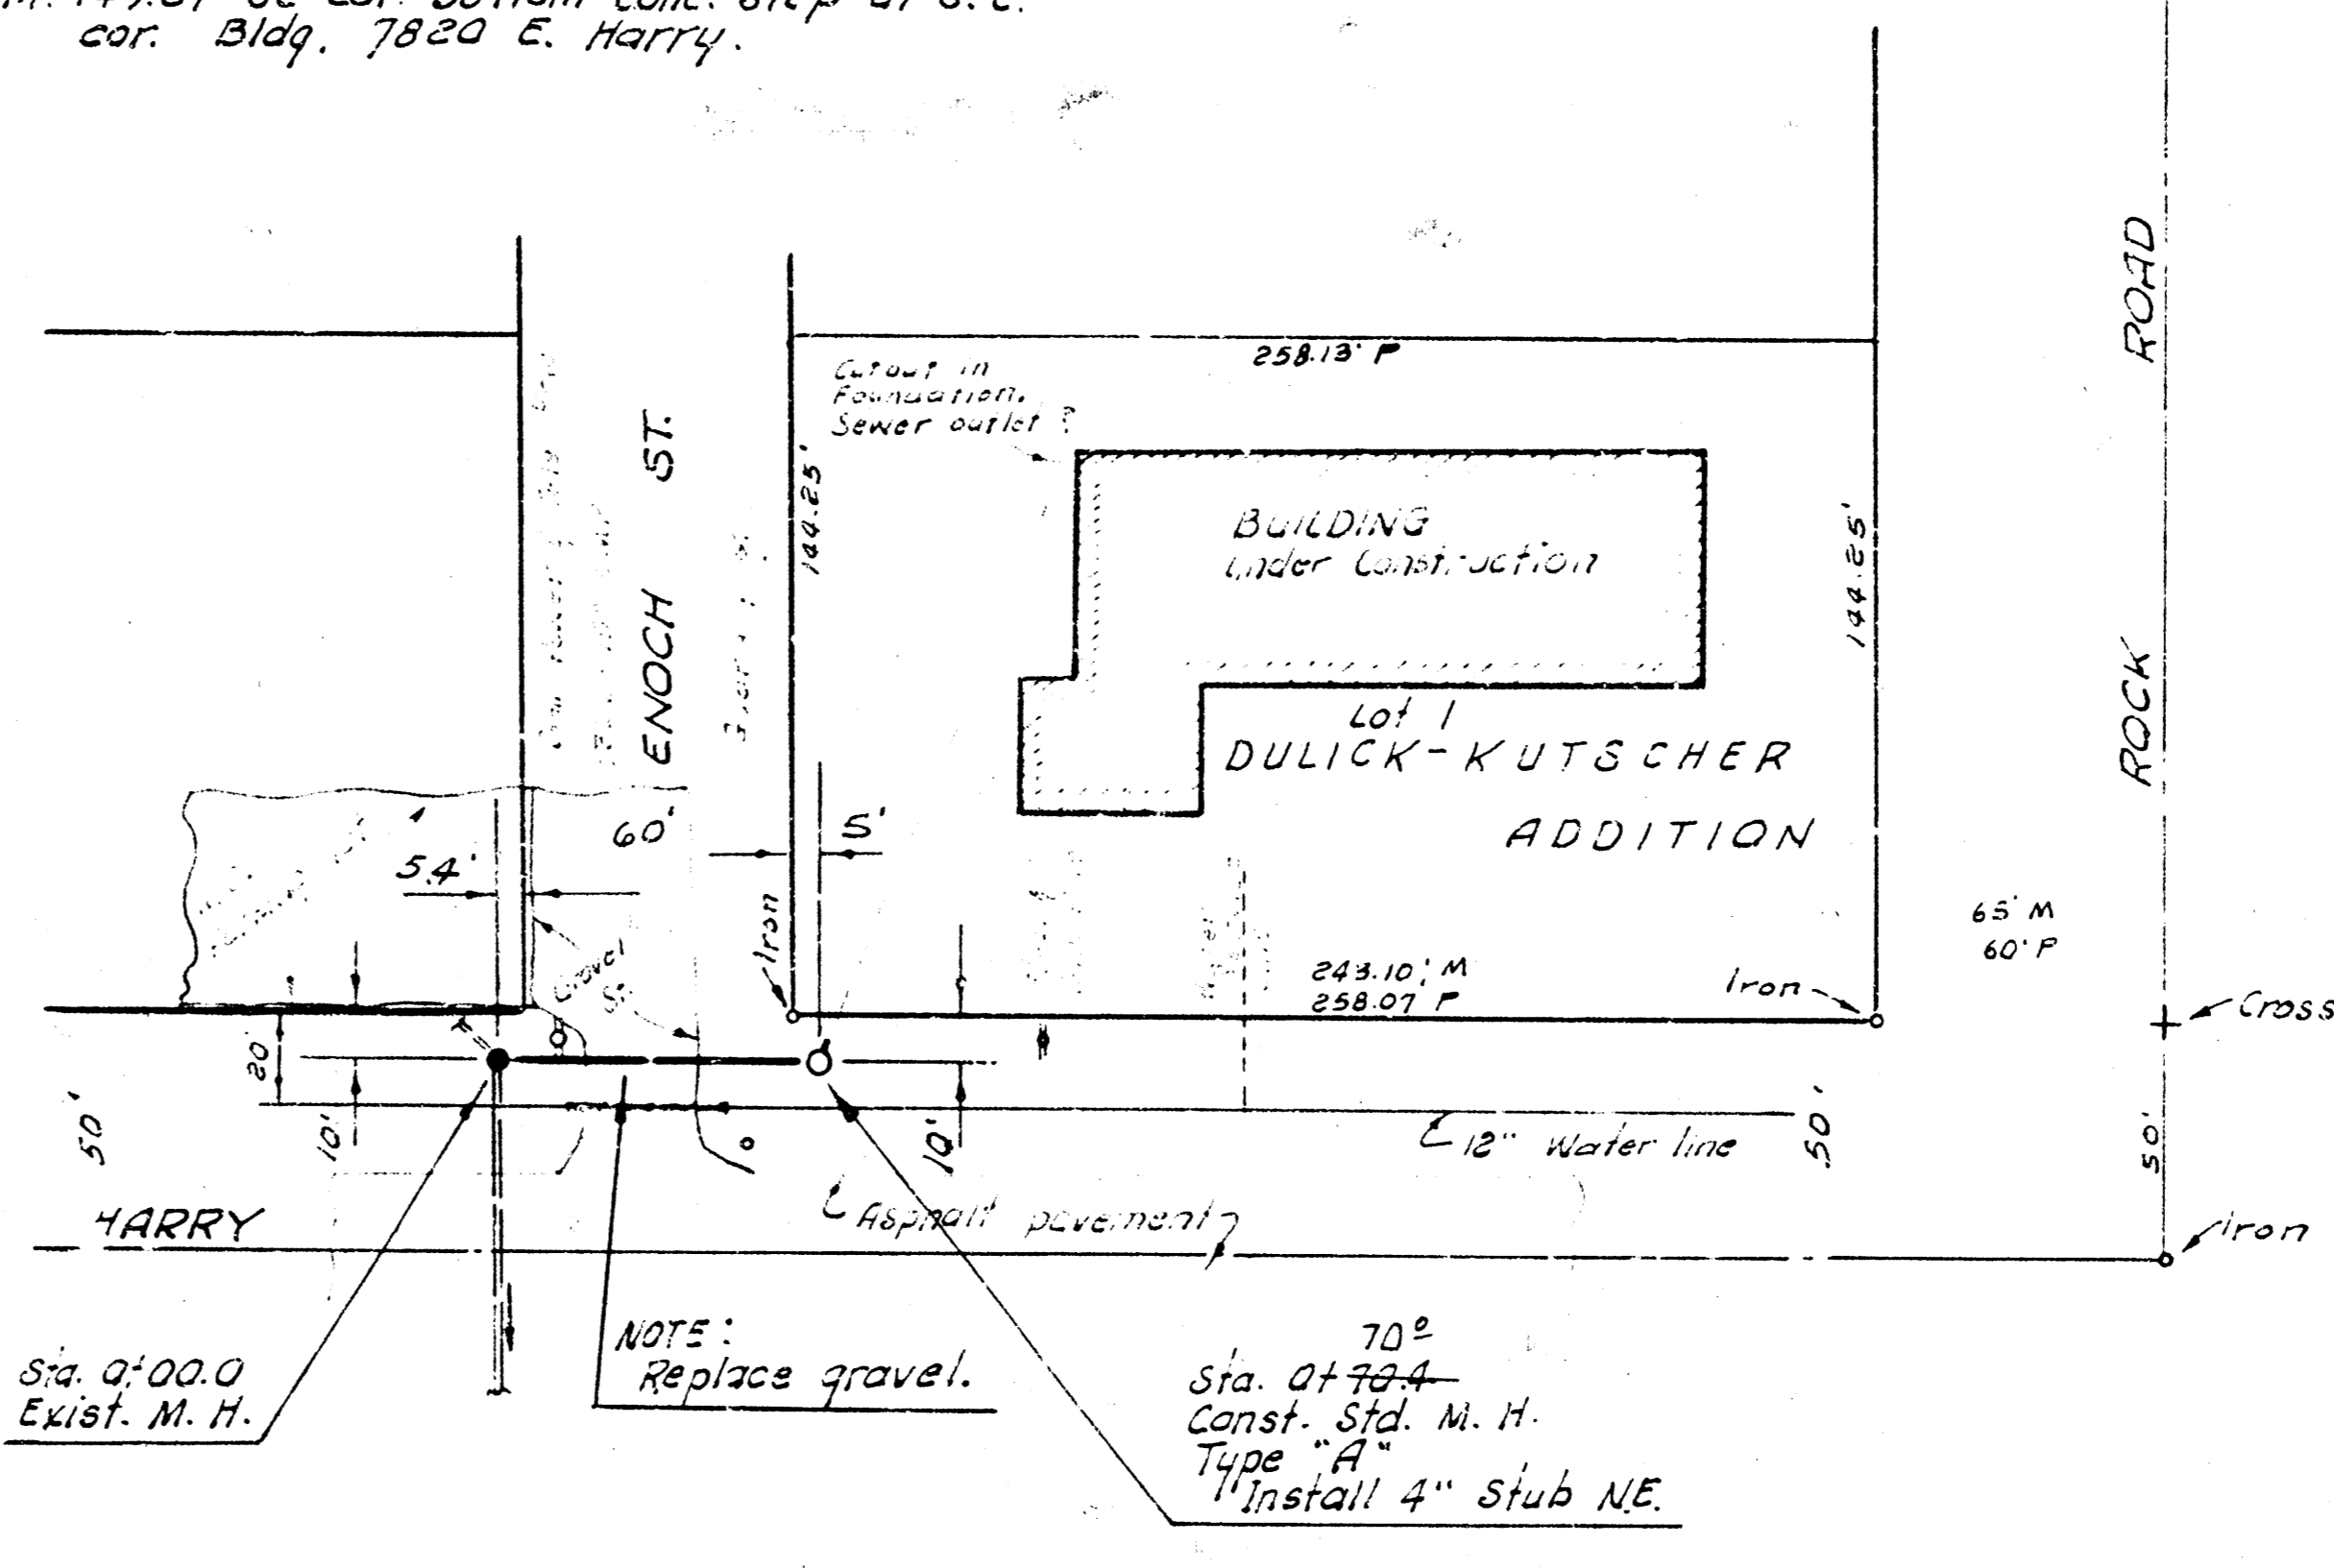 cor. Bldg. 7820 E. Harry.
258.13' P
Cutout in
Foundation.
Sewer outlet ?
ENOCH ST.
144.25'
BUILDING
Under Construction
144.25'
ROCK ROAD
Lot 1
DULICK-KUTSCHER
ADDITION
60'
5'
5.4'
Iron
Gravel
243.10' M
258.07 P
Iron
65' M
60' P
Cross
20'
10'
50'
10'
12" Water line
50'
50'
HARRY
Asphalt pavement
Iron
Sta. 0+00.0
Exist. M. H.
NOTE:
Replace gravel.
70º
Sta. 0+70.4
Const. Std. M. H.
Type "A"
Install 4" Stub N.E.